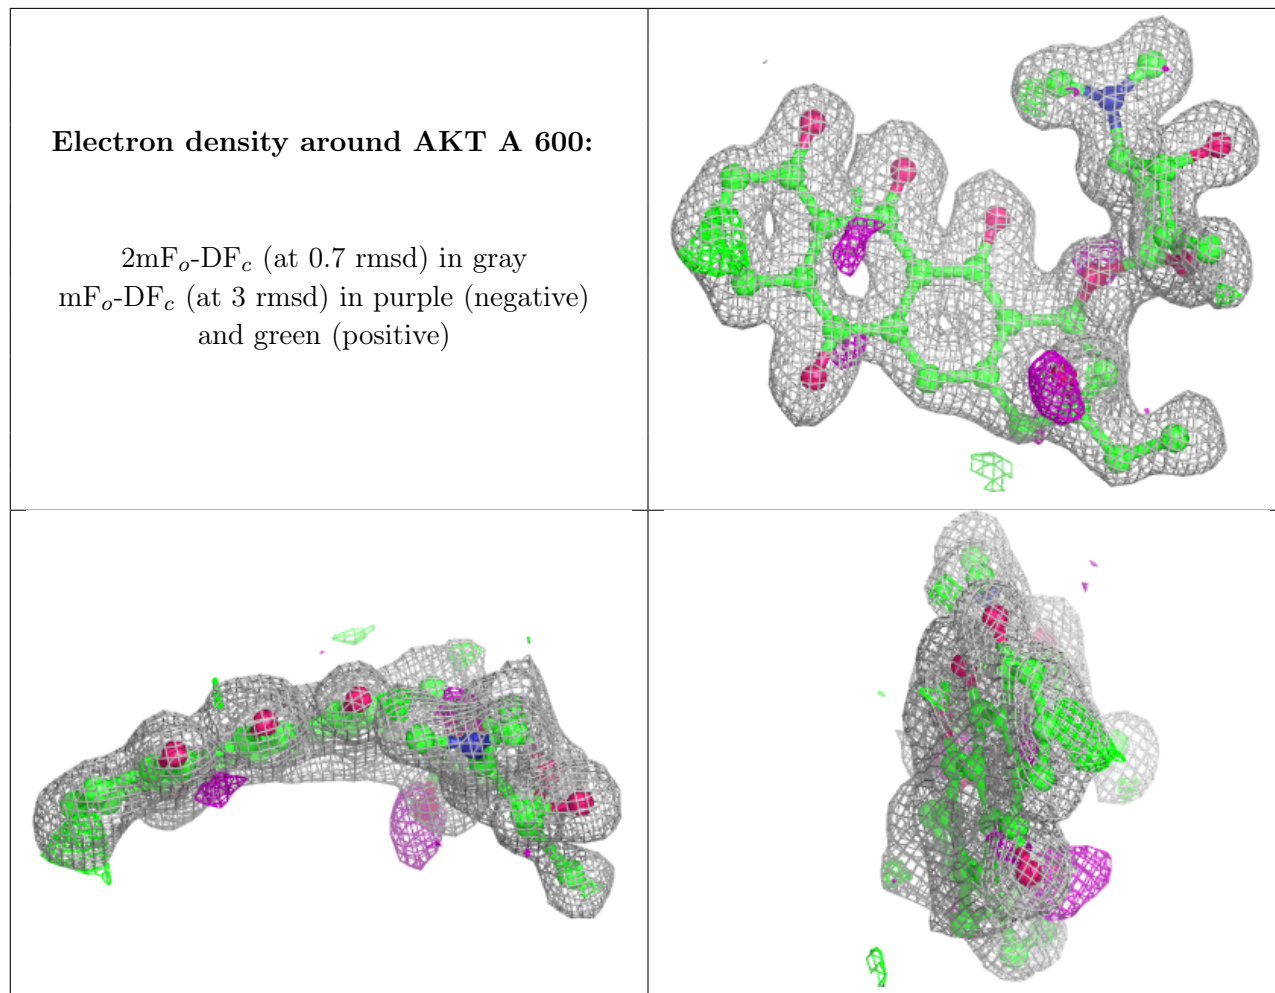 Electron density around AKT A 600:
2mFₒ-DF𝒸 (at 0.7 rmsd) in gray
mFₒ-DF𝒸 (at 3 rmsd) in purple (negative)
and green (positive)